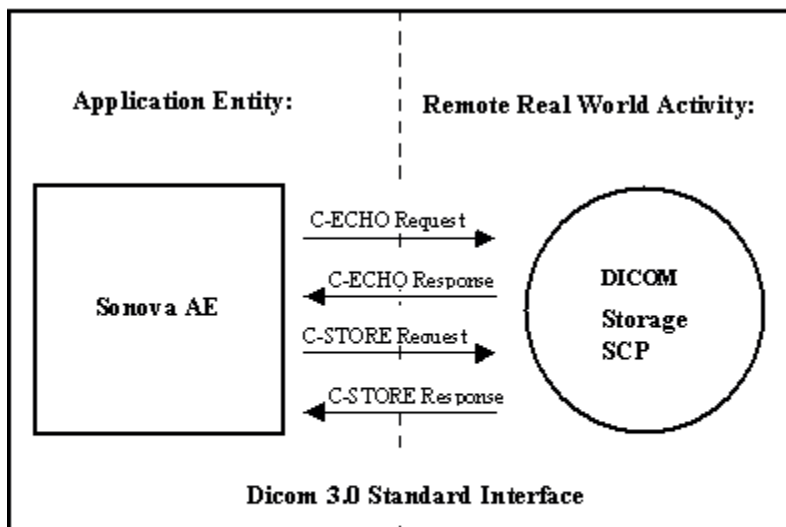 Application Entity:
Remote Real World Activity:
C-ECHO Request
C-ECHO Response
Sonova AE
C-STORE Request
C-STORE Response
DICOM
Storage
SCP
Dicom 3.0 Standard Interface